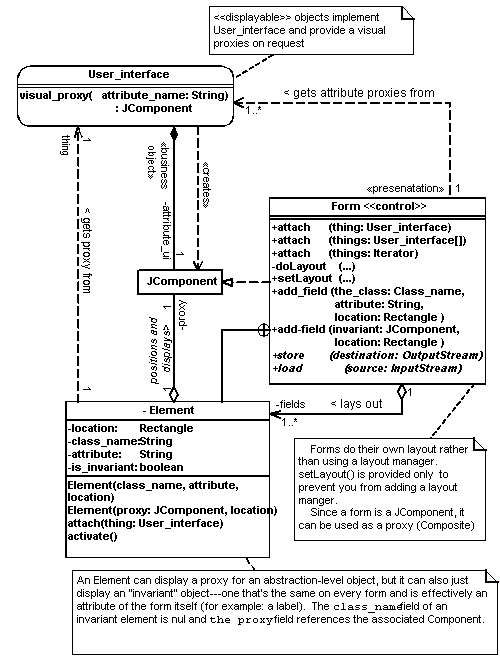 <<displayable>> objects implement
User_interface and provide a visual
proxies on request
User_interface
visual_proxy( attribute_name: String)
: JComponent
< gets attribute proxies from
1..*
1
thing
«business
object»
«creates»
-attribute_ui
1
< gets proxy from
«presenatation»
1
Form <<control>>
+attach (thing: User_interface)
+attach (things: User_interface[])
+attach (things: Iterator)
-doLayout (...)
+setLayout (...)
+add_field (the_class: Class_name,
attribute: String,
location: Rectangle )
+add-field (invariant: JComponent,
location: Rectangle )
+store (destination: OutputStream)
+load (source: InputStream)
JComponent
1
-proxy
positions and
displays>
1
1
1
-fields
< lays out
1..*
- Element
-location: Rectangle
-class_name:String
-attribute: String
-is_invariant: boolean
Element(class_name, attribute,
location)
Element(proxy: JComponent, location)
attach(thing: User_interface)
activate()
Forms do their own layout rather
than using a layout manager.
setLayout() is provided only to
prevent you from adding a layout
manger.
Since a form is a JComponent, it
can be used as a proxy (Composite)
An Element can display a proxy for an abstraction-level object, but it can also just
display an "invariant" object---one that's the same on every form and is effectively an
attribute of the form itself (for example: a label). The class_name field of an
invariant element is nul and the proxy field references the associated Component.